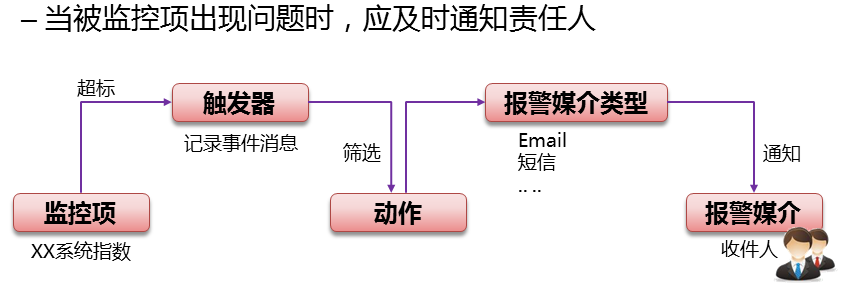 – 当被监控项出现问题时，应及时通知责任人
超标
触发器
记录事件消息
报警媒介类型
Email
短信
.. ..
筛选
通知
监控项
XX系统指数
动作
报警媒介
收件人